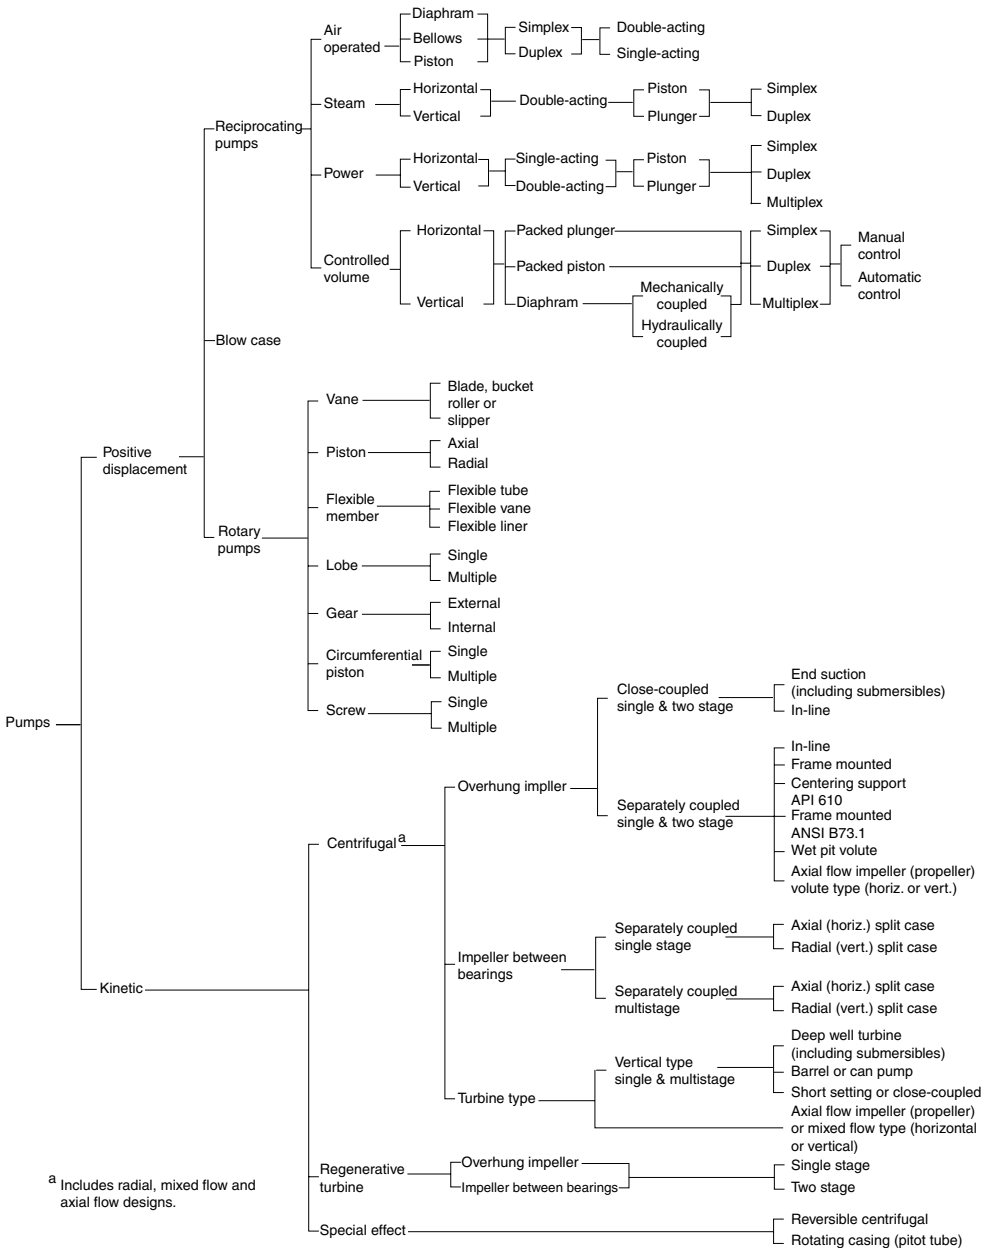 Diaphram
Air
operated
Bellows
Piston
Simplex
Duplex
Double-acting
Single-acting
Steam
Horizontal
Vertical
Double-acting
Piston
Plunger
Simplex
Duplex
Reciprocating
pumps
Power
Horizontal
Vertical
Single-acting
Double-acting
Piston
Plunger
Simplex
Duplex
Multiplex
Controlled
volume
Horizontal
Vertical
Packed plunger
Packed piston
Diaphram
Mechanically
coupled
Hydraulically
coupled
Simplex
Duplex
Multiplex
Manual
control
Automatic
control
Blow case
Positive
displacement
Rotary
pumps
Vane
Blade, bucket
roller or
slipper
Piston
Axial
Radial
Flexible
member
Flexible tube
Flexible vane
Flexible liner
Lobe
Single
Multiple
Gear
External
Internal
Circumferential
piston
Single
Multiple
Screw
Single
Multiple
Pumps
Kinetic
Centrifugal a
Overhung impller
Close-coupled
single & two stage
End suction
(including submersibles)
In-line
Separately coupled
single & two stage
In-line
Frame mounted
Centering support
API 610
Frame mounted
ANSI B73.1
Wet pit volute
Axial flow impeller (propeller)
volute type (horiz. or vert.)
Impeller between
bearings
Separately coupled
single stage
Axial (horiz.) split case
Radial (vert.) split case
Separately coupled
multistage
Axial (horiz.) split case
Radial (vert.) split case
Turbine type
Vertical type
single & multistage
Deep well turbine
(including submersibles)
Barrel or can pump
Short setting or close-coupled
Axial flow impeller (propeller)
or mixed flow type (horizontal
or vertical)
Regenerative
turbine
Overhung impeller
Impeller between bearings
Single stage
Two stage
Special effect
Reversible centrifugal
Rotating casing (pitot tube)
a Includes radial, mixed flow and
axial flow designs.